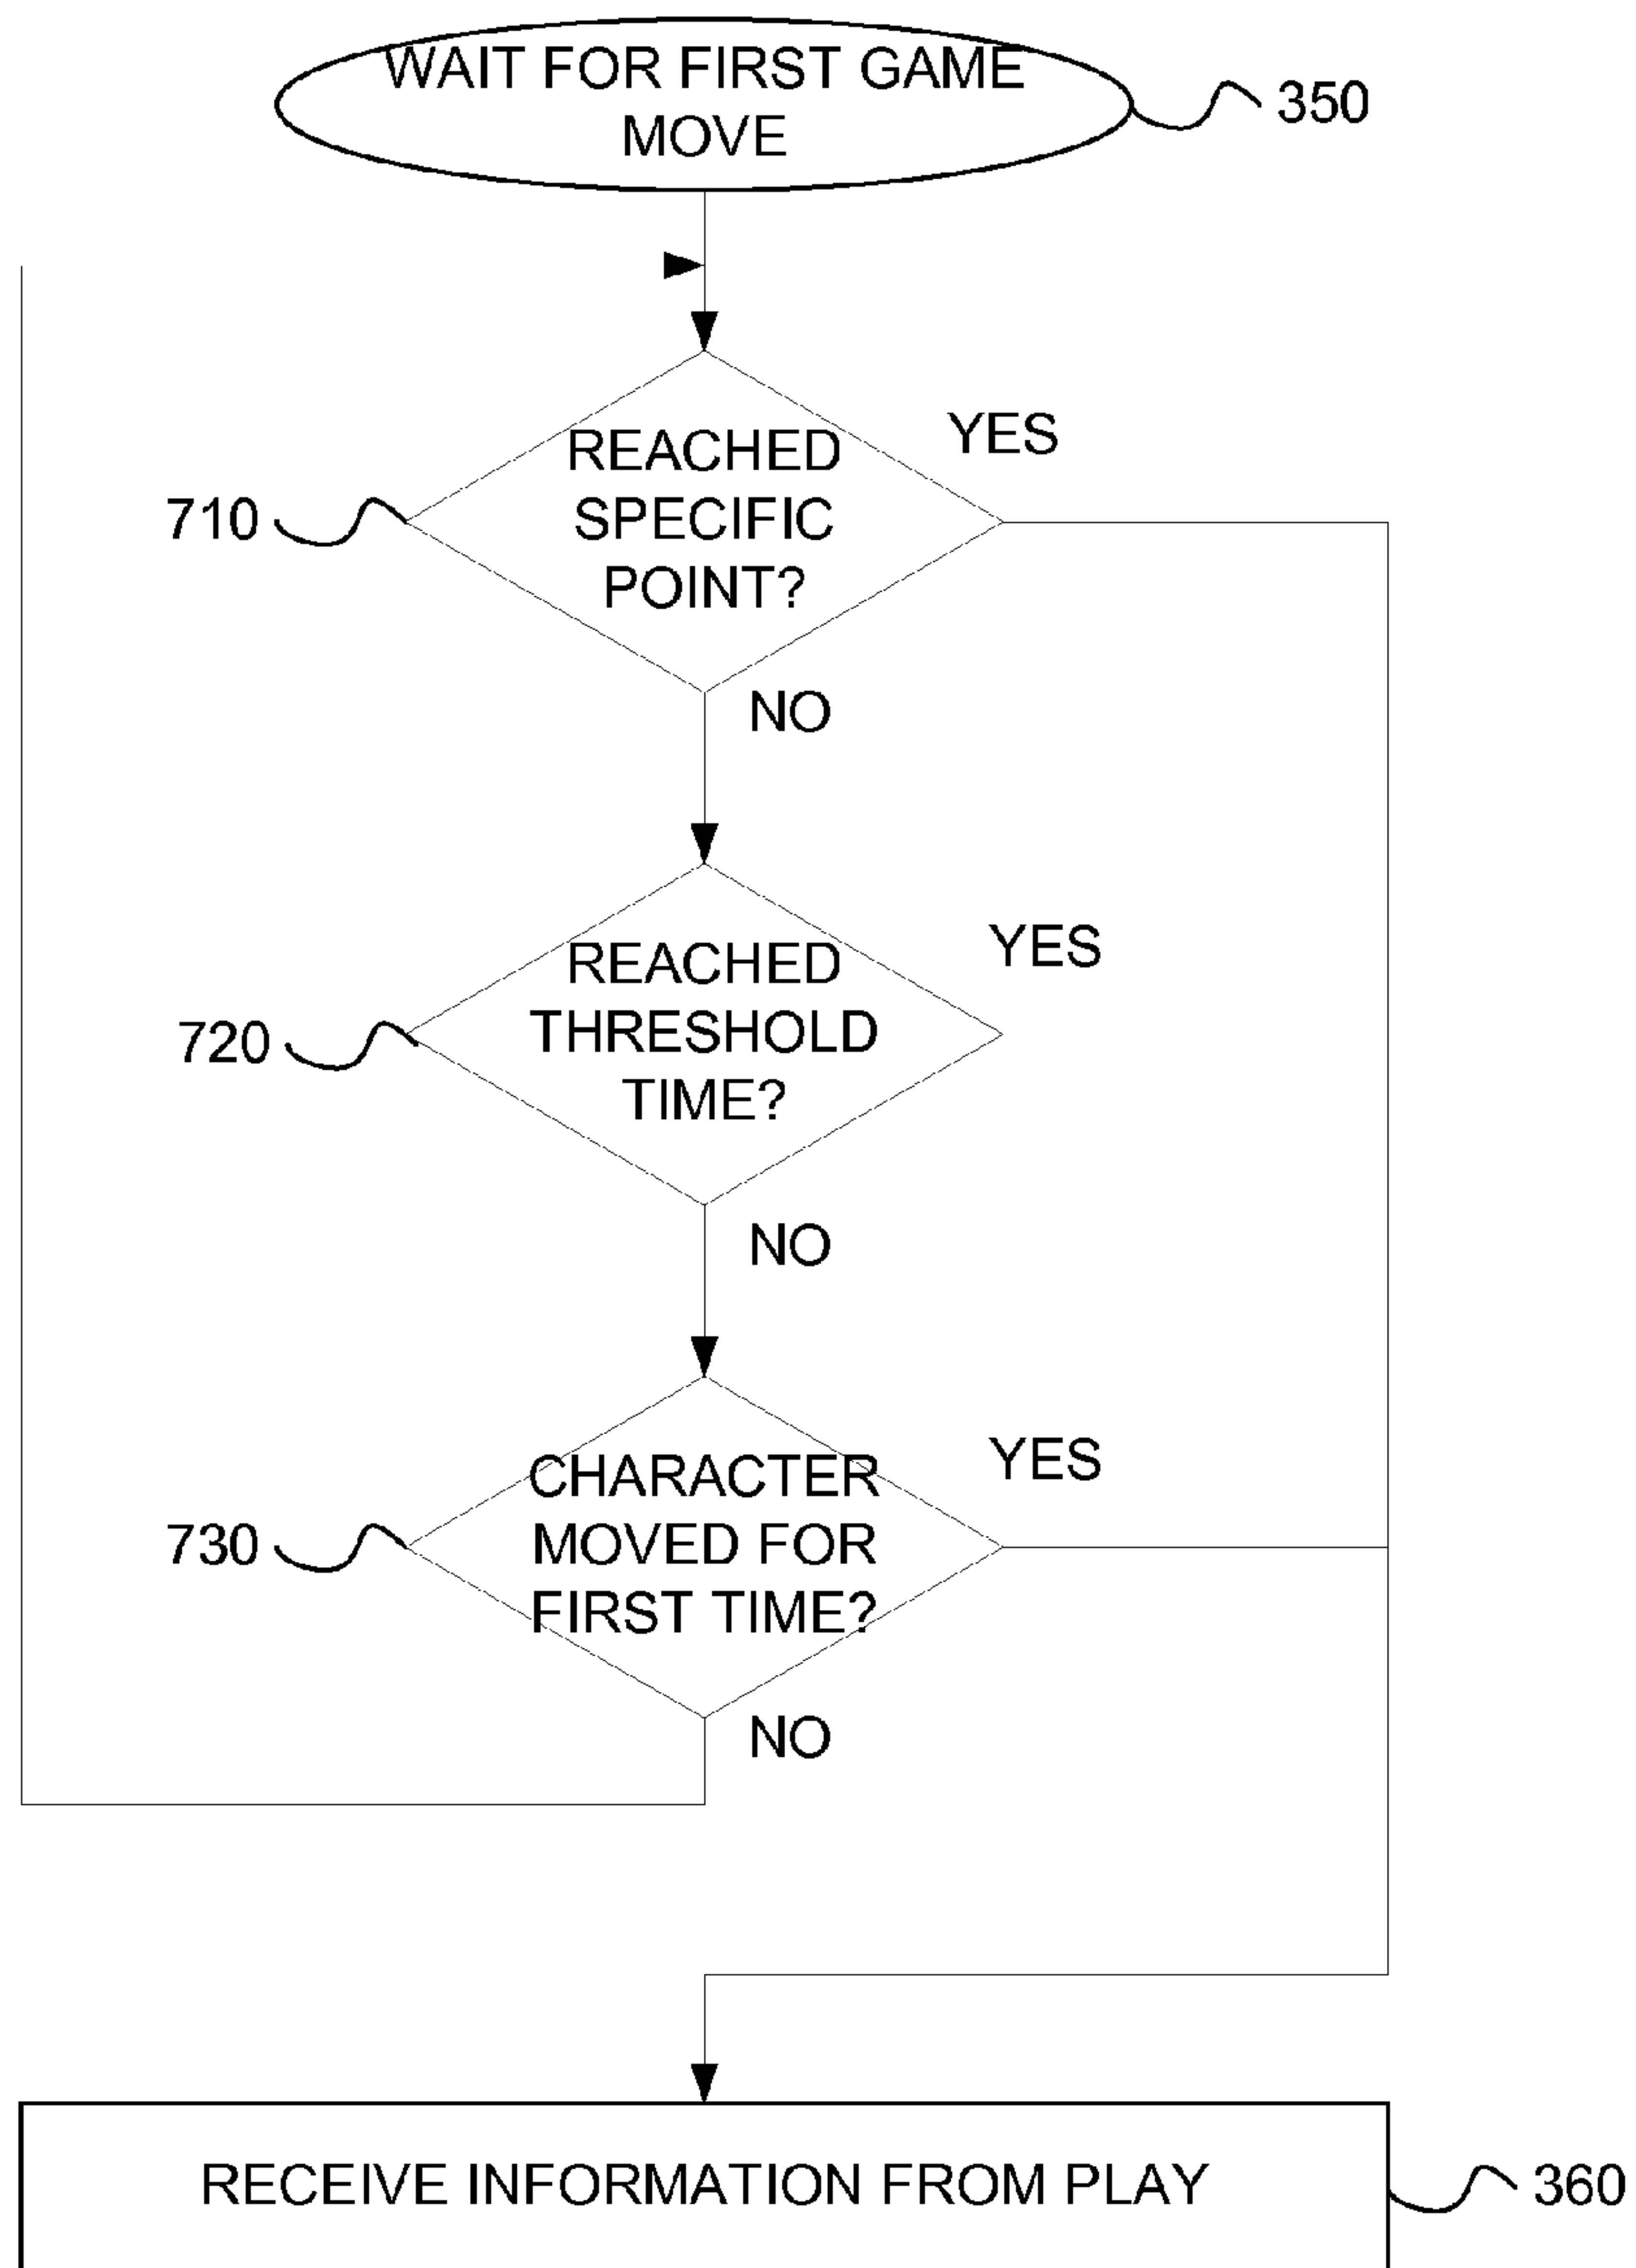 WAIT FOR FIRST GAME
MOVE
350
REACHED
SPECIFIC
POINT?
YES
710
NO
REACHED
THRESHOLD
TIME?
YES
720
NO
CHARACTER
MOVED FOR
FIRST TIME?
YES
730
NO
RECEIVE INFORMATION FROM PLAY
360